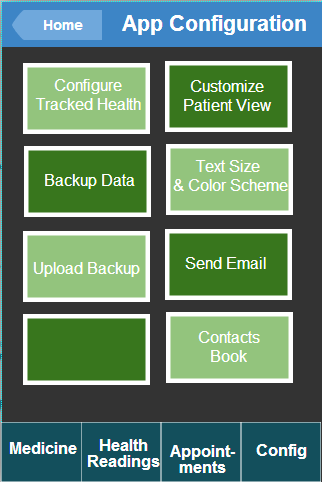 Home
App Configuration
Configure
Tracked Health
Customize
Patient View
Backup Data
Text Size
& Color Scheme
Upload Backup
Send Email
Contacts
Book
Medicine
Health
Readings
Appoint-
ments
Config